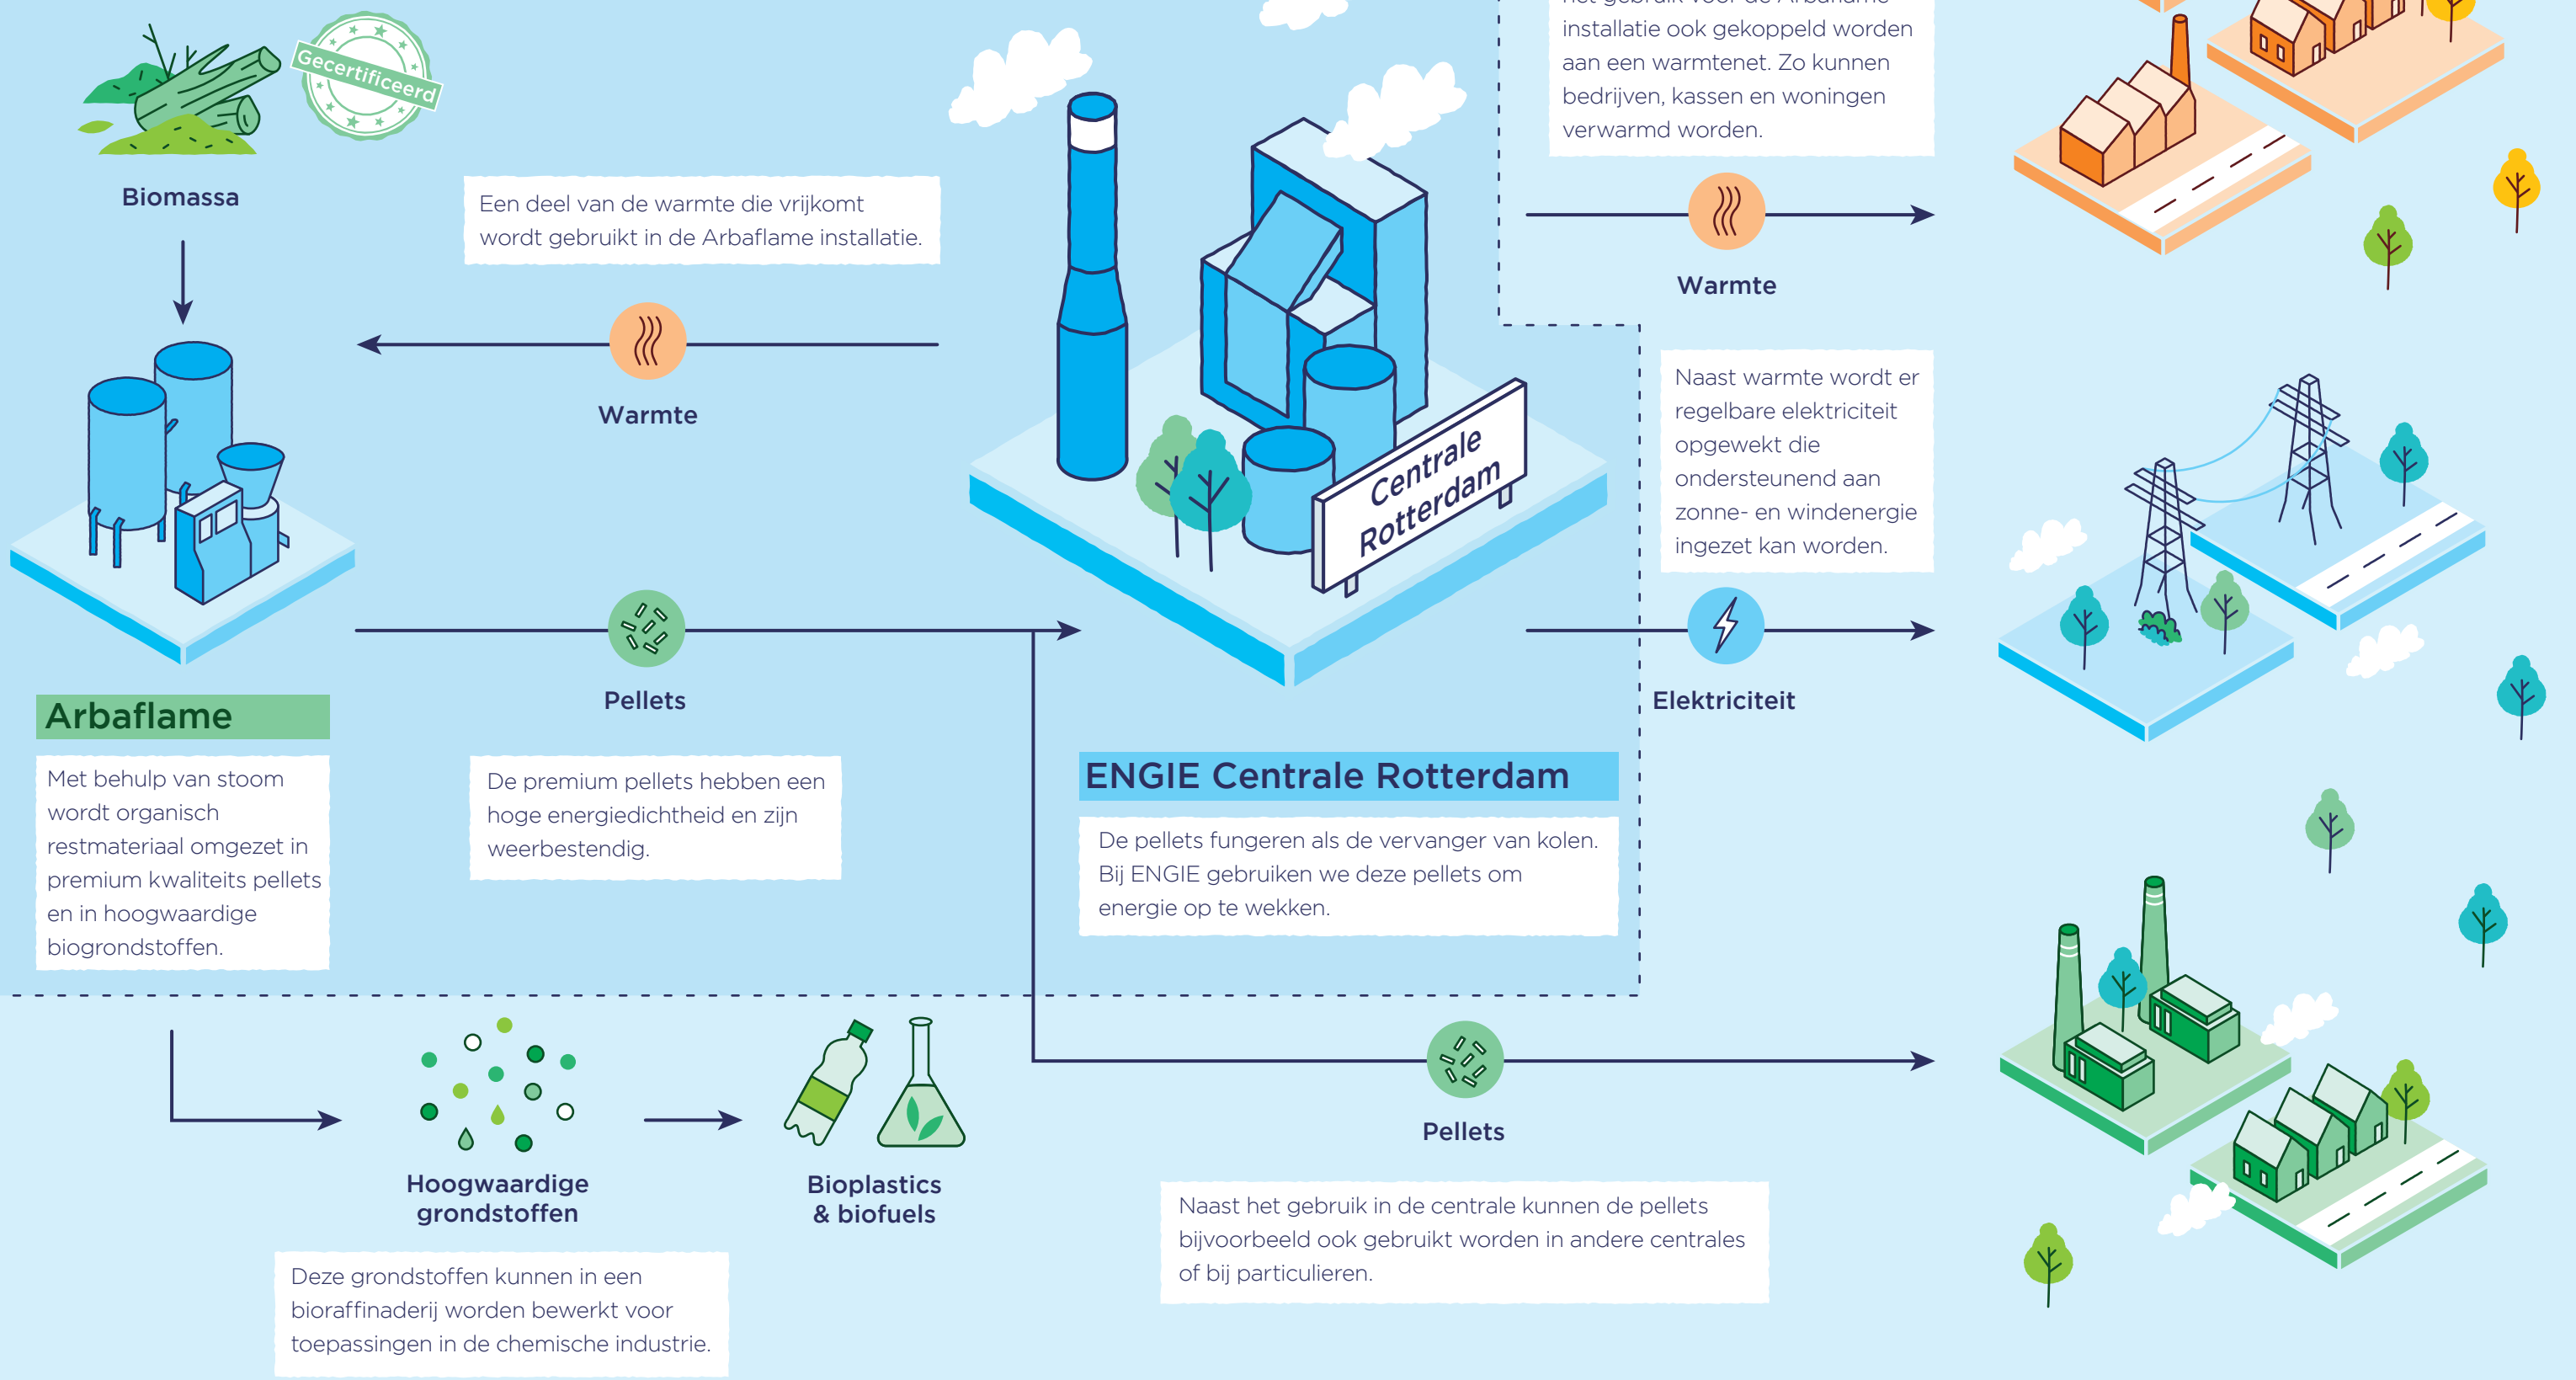 Gecertificeerd
Biomassa
Een deel van de warmte die vrijkomt
wordt gebruikt in de Arbaflame installatie.
Warmte
installatie ook gekoppeld worden
aan een warmtenet. Zo kunnen
bedrijven, kassen en woningen
verwarmd worden.
Warmte
Centrale
Rotterdam
Naast warmte wordt er
regelbare elektriciteit
opgewekt die
ondersteunend aan
zonne- en windenergie
ingezet kan worden.
Elektriciteit
Pellets
Arbaflame
Met behulp van stoom
wordt organisch
restmateriaal omgezet in
premium kwaliteits pellets
en in hoogwaardige
biogrondstoffen.
De premium pellets hebben een
hoge energiedichtheid en zijn
weerbestendig.
ENGIE Centrale Rotterdam
De pellets fungeren als de vervanger van kolen.
Bij ENGIE gebruiken we deze pellets om
energie op te wekken.
Hoogwaardige
grondstoffen
Bioplastics
& biofuels
Deze grondstoffen kunnen in een
bioraffinaderij worden bewerkt voor
toepassingen in de chemische industrie.
Pellets
Naast het gebruik in de centrale kunnen de pellets
bijvoorbeeld ook gebruikt worden in andere centrales
of bij particulieren.